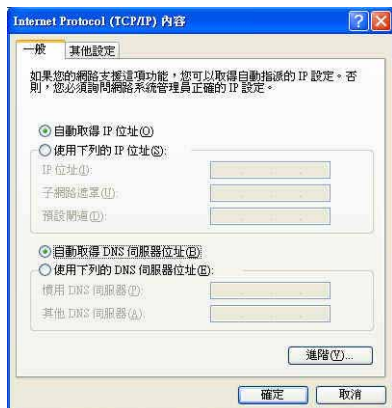 Internet Protocol (TCP/IP) 內容
一般 其他設定
如果您的網路支援這項功能，您可以取得自動指派的 IP 設定。否
則，您必須詢問網路系統管理員正確的 IP 設定。
自動取得 IP 位址(O)
使用下列的 IP 位址(S):
IP 位址(I):
子網路遮罩(U):
預設閘道(D):
自動取得 DNS 伺服器位址(B)
使用下列的 DNS 伺服器位址(E):
慣用 DNS 伺服器(P):
其他 DNS 伺服器(A):
進階(V)...
確定 取消